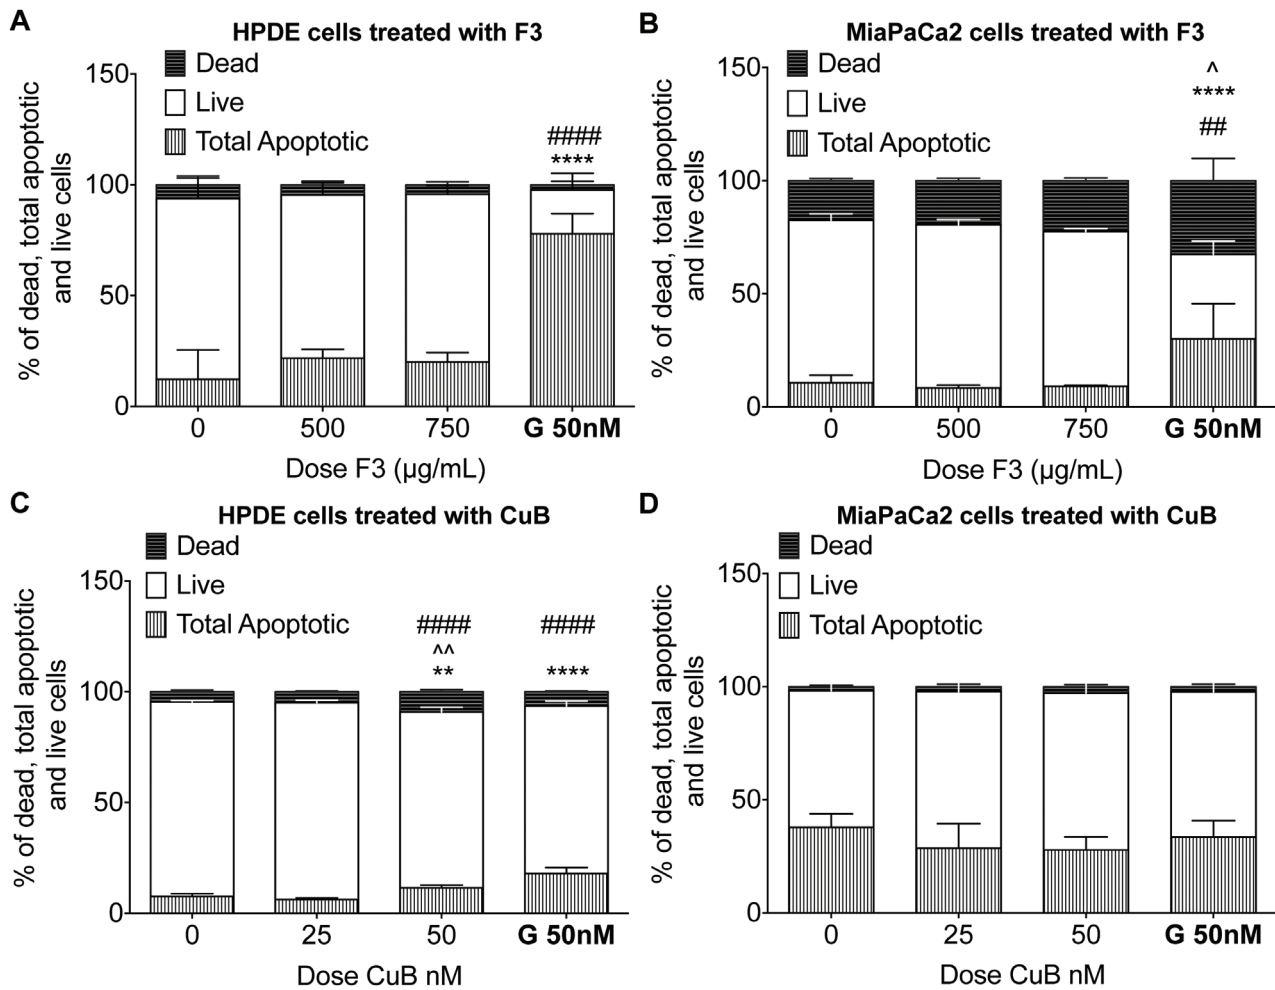 A
HPDE cells treated with F3
Dead
Live
Total Apoptotic
% of dead, total apoptotic
and live cells
150
100
50
0
####
****
0 500 750 G 50nM
Dose F3 (µg/mL)
B
MiaPaCa2 cells treated with F3
Dead
Live
Total Apoptotic
% of dead, total apoptotic
and live cells
150
100
50
0
^
****
##
0 500 750 G 50nM
Dose F3 (µg/mL)
C
HPDE cells treated with CuB
Dead
Live
Total Apoptotic
% of dead, total apoptotic
and live cells
150
100
50
0
#### ####
^^
** ****
0 25 50 G 50nM
Dose CuB nM
D
MiaPaCa2 cells treated with CuB
Dead
Live
Total Apoptotic
% of dead, total apoptotic
and live cells
150
100
50
0
0 25 50 G 50nM
Dose CuB nM